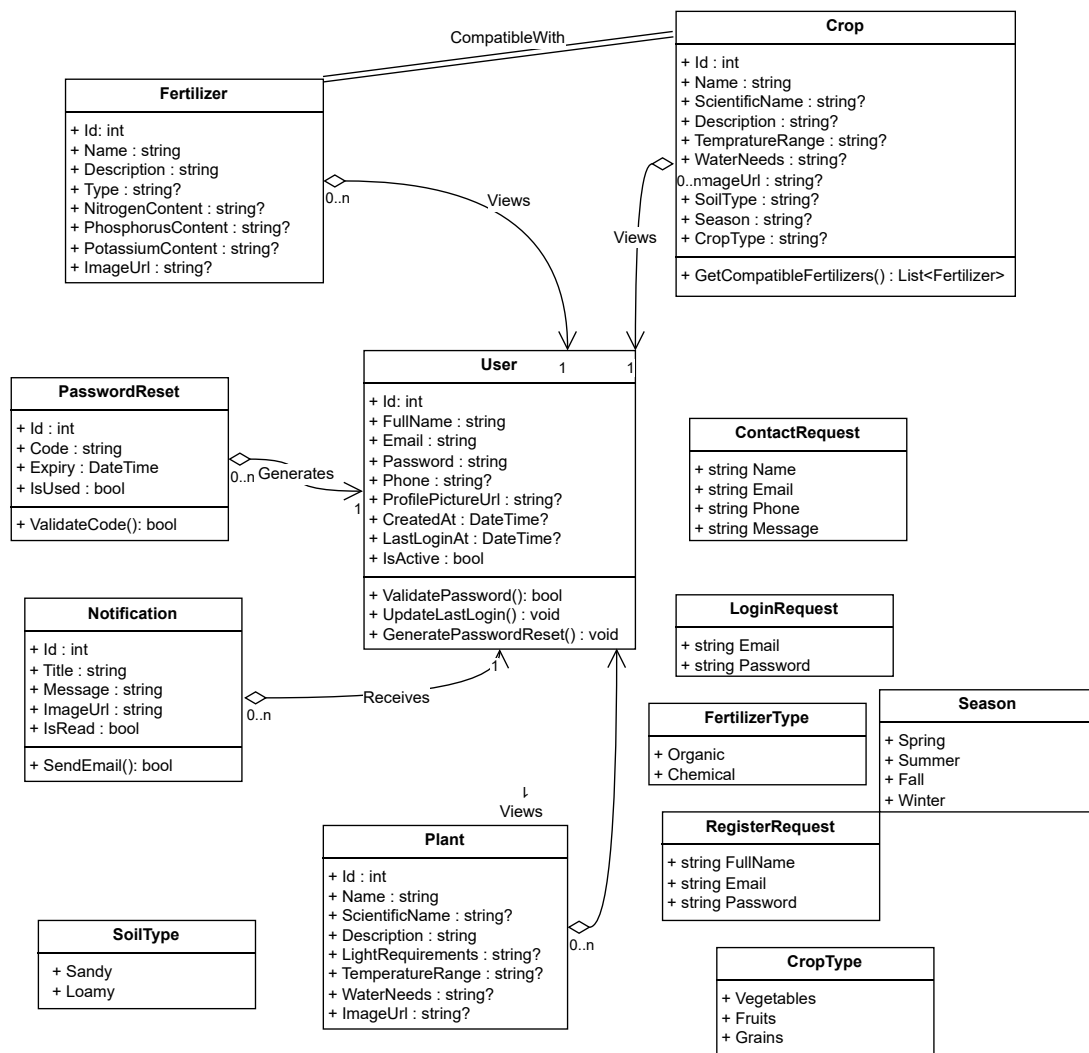 CompatibleWith
Crop
+ Id : int
+ Name : string
+ ScientificName : string?
+ Description : string?
+ TempratureRange : string?
+ WaterNeeds : string?
0..n
mageUrl : string?
+ SoilType : string?
+ Season : string?
+ CropType : string?
+ GetCompatibleFertilizers() : List<Fertilizer>
Fertilizer
+ Id: int
+ Name : string
+ Description : string
+ Type : string?
+ NitrogenContent : string?
+ PhosphorusContent : string?
+ PotassiumContent : string?
+ ImageUrl : string?
0..n
Views
Views
User
1
1
+ Id: int
+ FullName : string
+ Email : string
+ Password : string
+ Phone : string?
+ ProfilePictureUrl : string?
+ CreatedAt : DateTime?
+ LastLoginAt : DateTime?
+ IsActive : bool
+ ValidatePassword(): bool
+ UpdateLastLogin() : void
+ GeneratePasswordReset() : void
PasswordReset
+ Id : int
+ Code : string
+ Expiry : DateTime
+ IsUsed : bool
+ ValidateCode(): bool
0..n
Generates
1
ContactRequest
+ string Name
+ string Email
+ string Phone
+ string Message
Notification
+ Id : int
+ Title : string
+ Message : string
+ ImageUrl : string
+ IsRead : bool
+ SendEmail(): bool
0..n
Receives
1
LoginRequest
+ string Email
+ string Password
FertilizerType
+ Organic
+ Chemical
Season
+ Spring
+ Summer
+ Fall
+ Winter
1
Views
Plant
+ Id : int
+ Name : string
+ ScientificName : string?
+ Description : string
+ LightRequirements : string?
+ TemperatureRange : string?
+ WaterNeeds : string?
+ ImageUrl : string?
0..n
RegisterRequest
+ string FullName
+ string Email
+ string Password
SoilType
+ Sandy
+ Loamy
CropType
+ Vegetables
+ Fruits
+ Grains